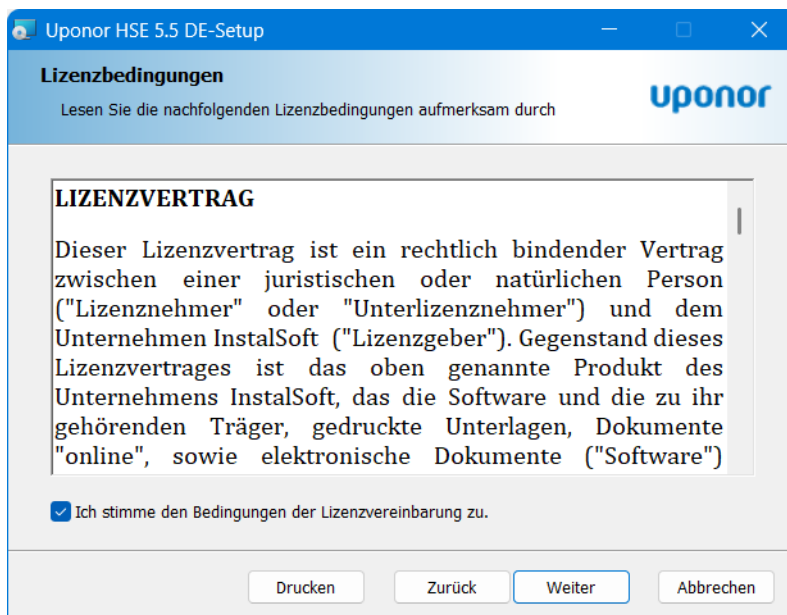 Uponor HSE 5.5 DE-Setup
Lizenzbedingungen
Lesen Sie die nachfolgenden Lizenzbedingungen aufmerksam durch
uponor
LIZENZVERTRAG
Dieser Lizenzvertrag ist ein rechtlich bindender Vertrag
zwischen einer juristischen oder natürlichen Person
("Lizenznehmer" oder "Unterlizenznehmer") und dem
Unternehmen InstalSoft ("Lizenzgeber"). Gegenstand dieses
Lizenzvertrages ist das oben genannte Produkt des
Unternehmens InstalSoft, das die Software und die zu ihr
gehörenden Träger, gedruckte Unterlagen, Dokumente
"online", sowie elektronische Dokumente ("Software")
Ich stimme den Bedingungen der Lizenzvereinbarung zu.
Drucken Zurück Weiter Abbrechen